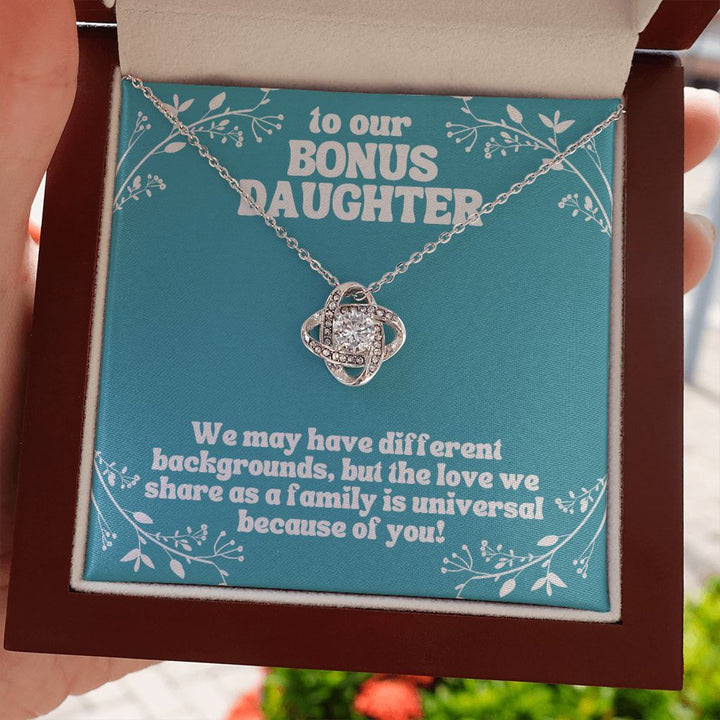 to our
BONUS
DAUGHTER
We may have different
backgrounds, but the love we
share as a family is universal
because of you!